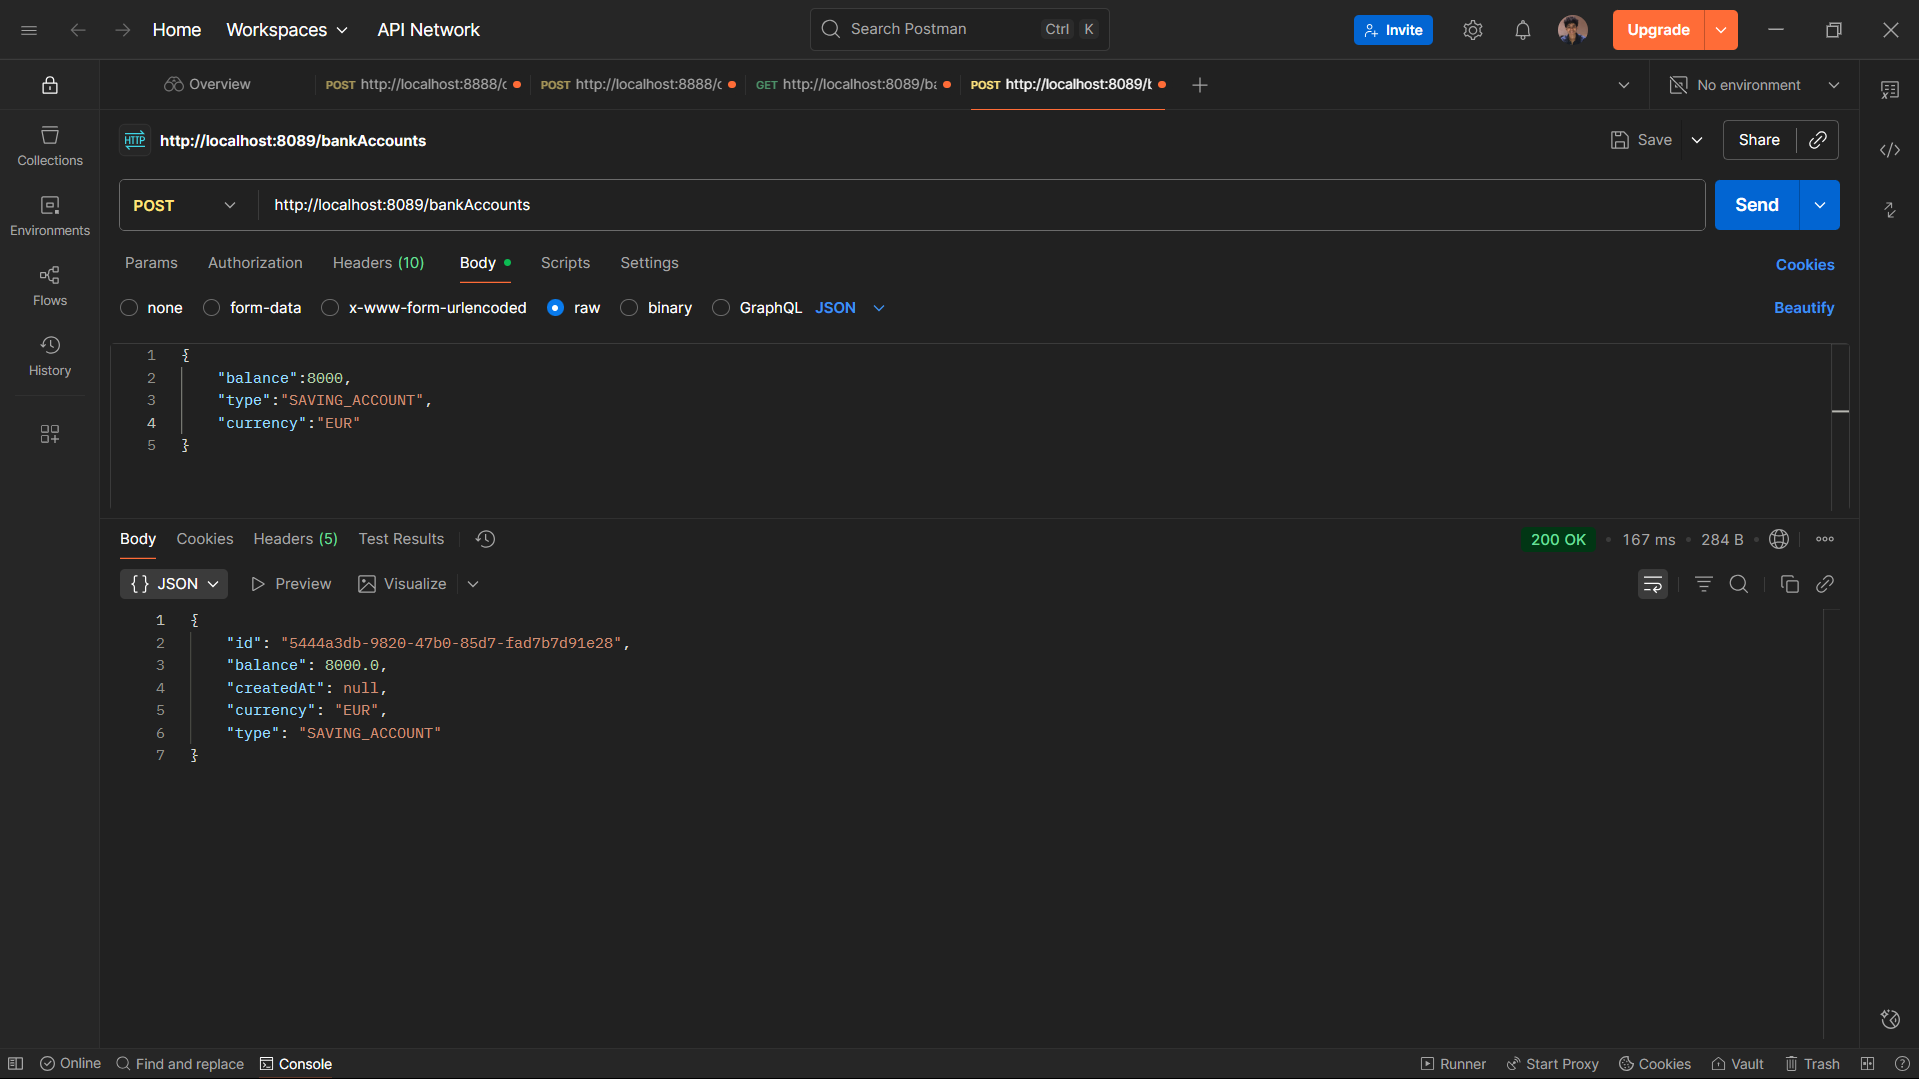 Home Workspaces API Network Search Postman Ctrl K Invite Upgrade
Overview POST http://localhost:8888/c POST http://localhost:8888/c GET http://localhost:8089/ba POST http://localhost:8089/b No environment
HTTP http://localhost:8089/bankAccounts Save Share
Collections
Environments
Flows
History
POST http://localhost:8089/bankAccounts Send
Params Authorization Headers (10) Body Scripts Settings Cookies
none form-data x-www-form-urlencoded raw binary GraphQL JSON Beautify
1 {
2 "balance":8000,
3 "type":"SAVING_ACCOUNT",
4 "currency":"EUR"
5 }
Body Cookies Headers (5) Test Results 200 OK • 167 ms • 284 B •
{} JSON Preview Visualize
1 {
2 "id": "5444a3db-9820-47b0-85d7-fad7b7d91e28",
3 "balance": 8000.0,
4 "createdAt": null,
5 "currency": "EUR",
6 "type": "SAVING_ACCOUNT"
7 }
Online Find and replace Console Runner Start Proxy Cookies Vault Trash